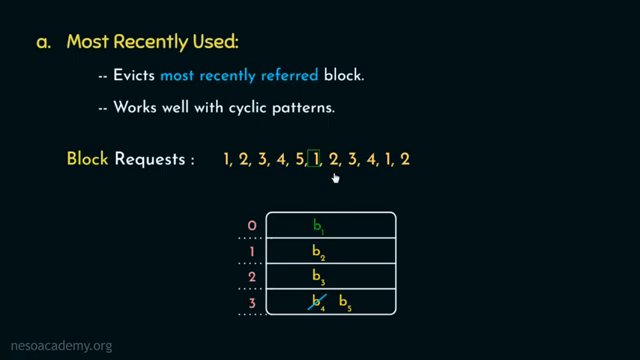 a. Most Recently Used:
-- Evicts most recently referred block.
-- Works well with cyclic patterns.
Block Requests : 1, 2, 3, 4, 5, 1, 2, 3, 4, 1, 2
0 b₁
1 b₂
2 b₃
3 b₄ b₅
nesoacademy.org